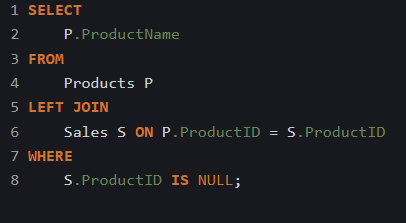 1 SELECT
2     P.ProductName
3 FROM
4     Products P
5 LEFT JOIN
6     Sales S ON P.ProductID = S.ProductID
7 WHERE
8     S.ProductID IS NULL;